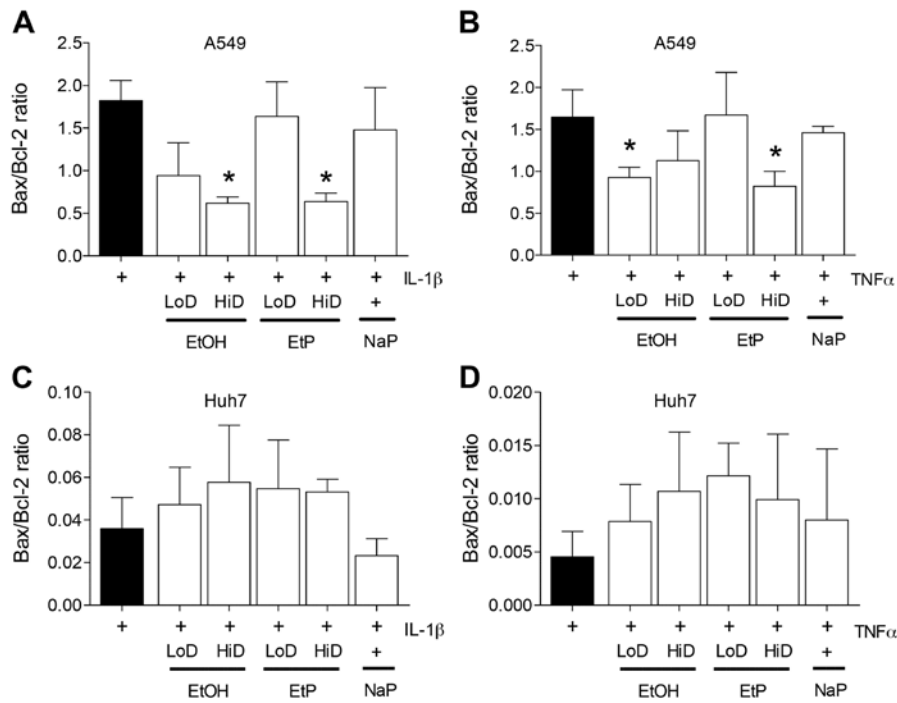 A
A549
Bax/Bcl-2 ratio
2.5
2.0
1.5
1.0
0.5
0.0
* *
+ + + + + + IL-1β
LoD HiD LoD HiD +
EtOH EtP NaP
B
A549
Bax/Bcl-2 ratio
2.5
2.0
1.5
1.0
0.5
0.0
* *
+ + + + + + TNFα
LoD HiD LoD HiD +
EtOH EtP NaP
C
Huh7
Bax/Bcl-2 ratio
0.10
0.08
0.06
0.04
0.02
0.00
+ + + + + + IL-1β
LoD HiD LoD HiD +
EtOH EtP NaP
D
Huh7
Bax/Bcl-2 ratio
0.020
0.015
0.010
0.005
0.000
+ + + + + + TNFα
LoD HiD LoD HiD +
EtOH EtP NaP